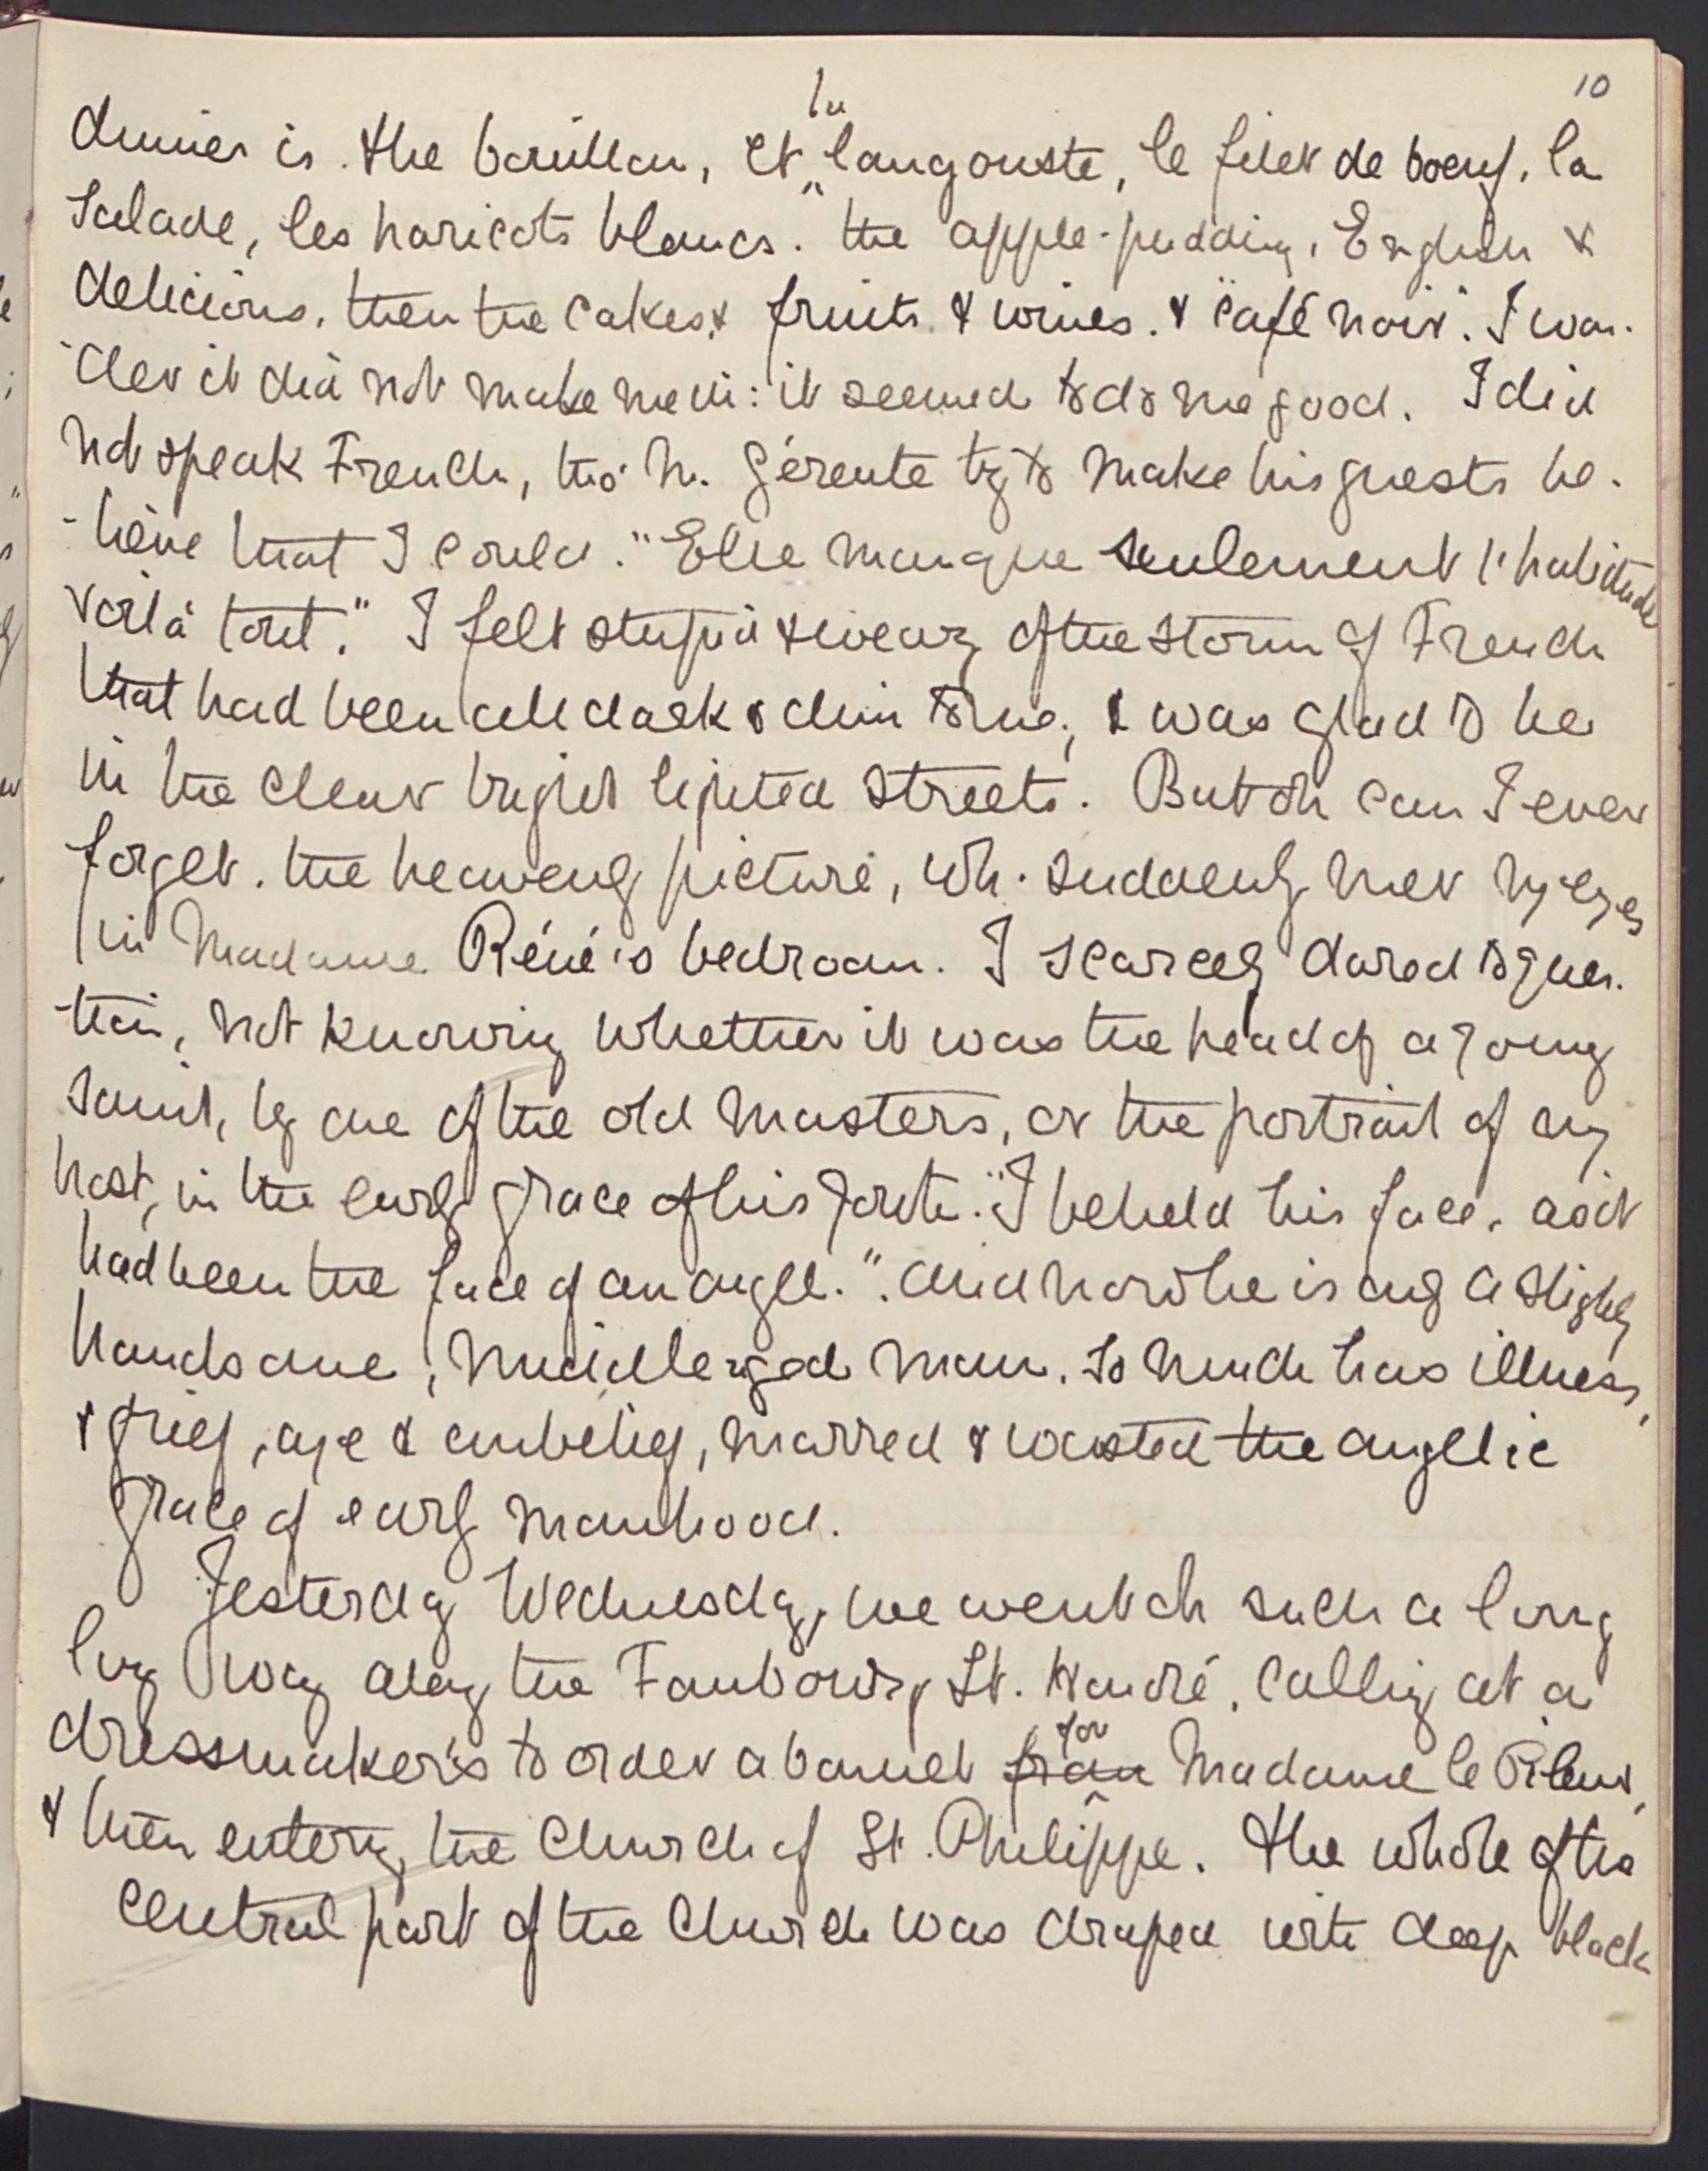 10
dinner is. the bouillon, et la langouste, le filet de boeuf, la
salade, les haricots blancs. the apple-pudding, English &
delicious, then the cakes & fruits & wines. & "café noir". I won-
-der it did not make me ill: it seemed to do me good. I did
not speak French, tho' M. Gérente try to make his guests be-
-lieve that I could. "Elle manque seulement l'habitude
voilà tout." I felt stupid & weary of the storm of French
that had been all dark & dim to me, & was glad to be
in the clear bright lighted streets. But oh can I ever
forget. the heavenly picture, wh. suddenly met my eyes
in Madame Réné's bedroom. I scarcely dared to ques-
-tion, not knowing whether it was the head of a young
saint, by one of the old masters, or the portrait of my
host, in the early grace of his youth. "I beheld his face, as it
had been the face of an angel.". And now he is only a slightly
handsome, middle aged man. So much has illness,
& grief, age & unbelief, marred & wasted the angelic
grace of early manhood.
Yesterday Wednesday, we went oh such a long
long way along the Faubourg St. Honoré, calling at a
dressmaker's to order a bonnet from for Madame le
& then entering the Church of St. Philippe. The whole of the
central part of the Church was draped with deep black